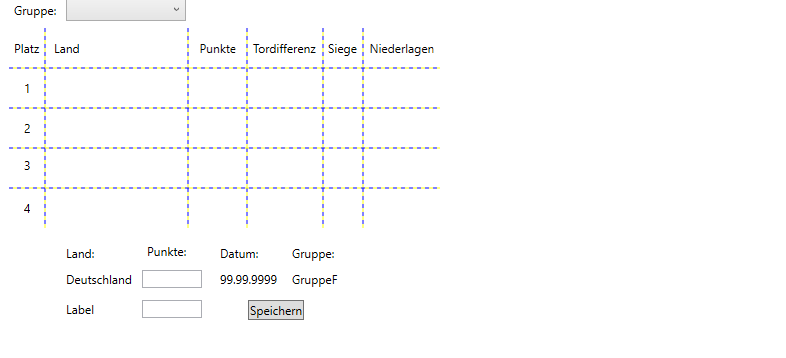 Gruppe:
Platz Land Punkte Tordifferenz Siege Niederlagen
1
2
3
4
Land: Punkte: Datum: Gruppe:
Deutschland 99.99.9999 GruppeF
Label Speichern